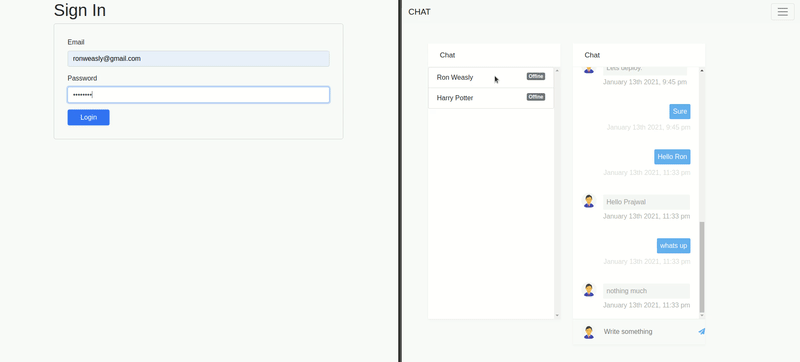 Sign In
Email
ronweasly@gmail.com
Password
••••••••
Login
CHAT
Chat
Ron Weasly Offline
Harry Potter Offline
Chat
Lets deploy.
January 13th 2021, 9:45 pm
Sure
January 13th 2021, 9:45 pm
Hello Ron
January 13th 2021, 11:33 pm
Hello Prajwal
January 13th 2021, 11:33 pm
whats up
January 13th 2021, 11:33 pm
nothing much
January 13th 2021, 11:33 pm
Write something